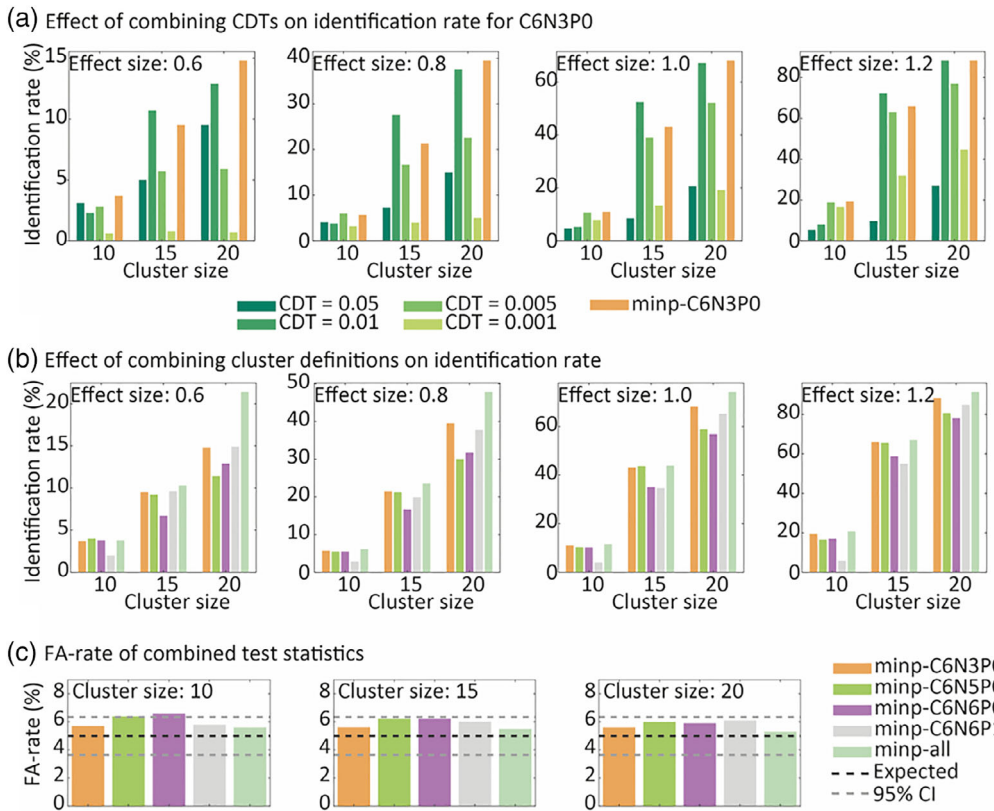 (a) Effect of combining CDTs on identification rate for C6N3P0
Identification rate (%)
15
10
5
0
Effect size: 0.6
10 15 20
Cluster size
40
30
20
10
0
Effect size: 0.8
10 15 20
Cluster size
60
40
20
0
Effect size: 1.0
10 15 20
Cluster size
80
60
40
20
0
Effect size: 1.2
10 15 20
Cluster size
CDT = 0.05 CDT = 0.005 minp-C6N3P0
CDT = 0.01 CDT = 0.001
(b) Effect of combining cluster definitions on identification rate
Identification rate (%)
20
15
10
5
0
Effect size: 0.6
10 15 20
Cluster size
50
40
30
20
10
0
Effect size: 0.8
10 15 20
Cluster size
60
40
20
0
Effect size: 1.0
10 15 20
Cluster size
80
60
40
20
0
Effect size: 1.2
10 15 20
Cluster size
(c) FA-rate of combined test statistics
FA-rate (%)
8
6
4
2
0
Cluster size: 10
8
6
4
2
0
Cluster size: 15
8
6
4
2
0
Cluster size: 20
minp-C6N3P0
minp-C6N5P0
minp-C6N6P0
minp-C6N6P
minp-all
Expected
95% CI